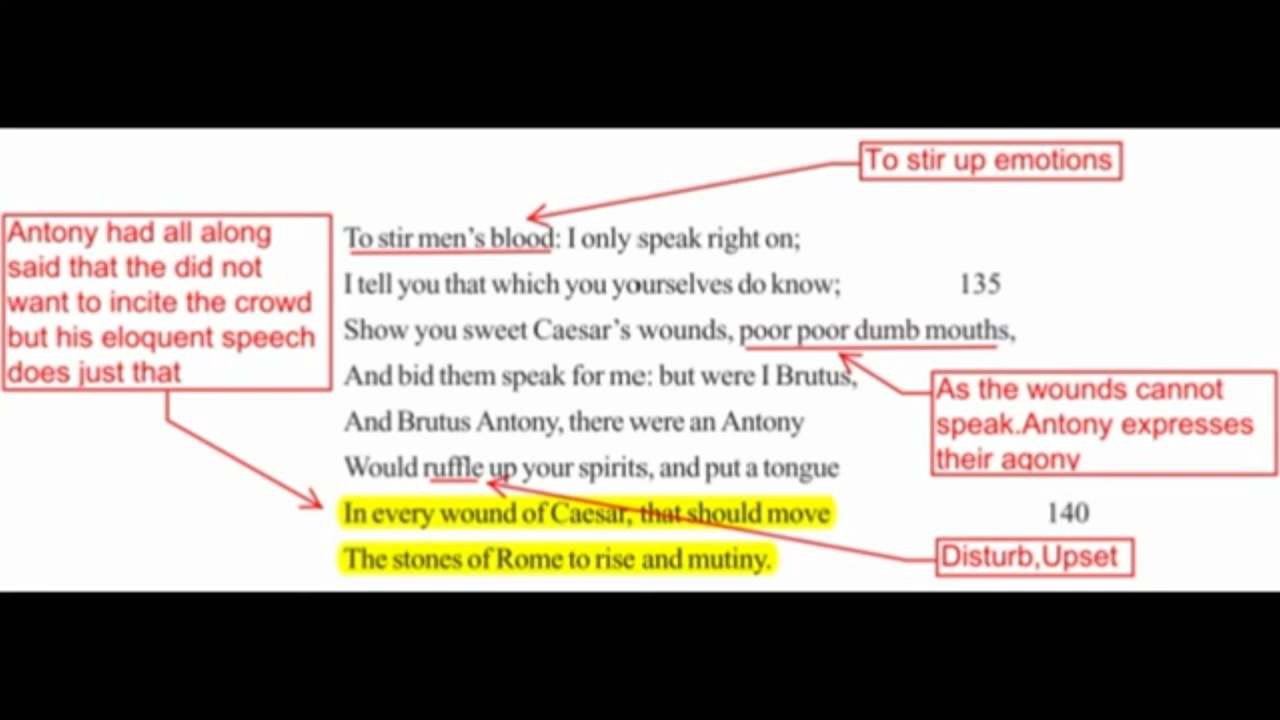 To stir up emotions
Antony had all along
said that the did not
want to incite the crowd
but his eloquent speech
does just that
To stir men's blood: I only speak right on;
I tell you that which you yourselves do know; 135
Show you sweet Caesar's wounds, poor poor dumb mouths,
And bid them speak for me: but were I Brutus,
And Brutus Antony, there were an Antony
Would ruffle up your spirits, and put a tongue
In every wound of Caesar, that should move 140
The stones of Rome to rise and mutiny.
As the wounds cannot
speak.Antony expresses
their agony
Disturb,Upset